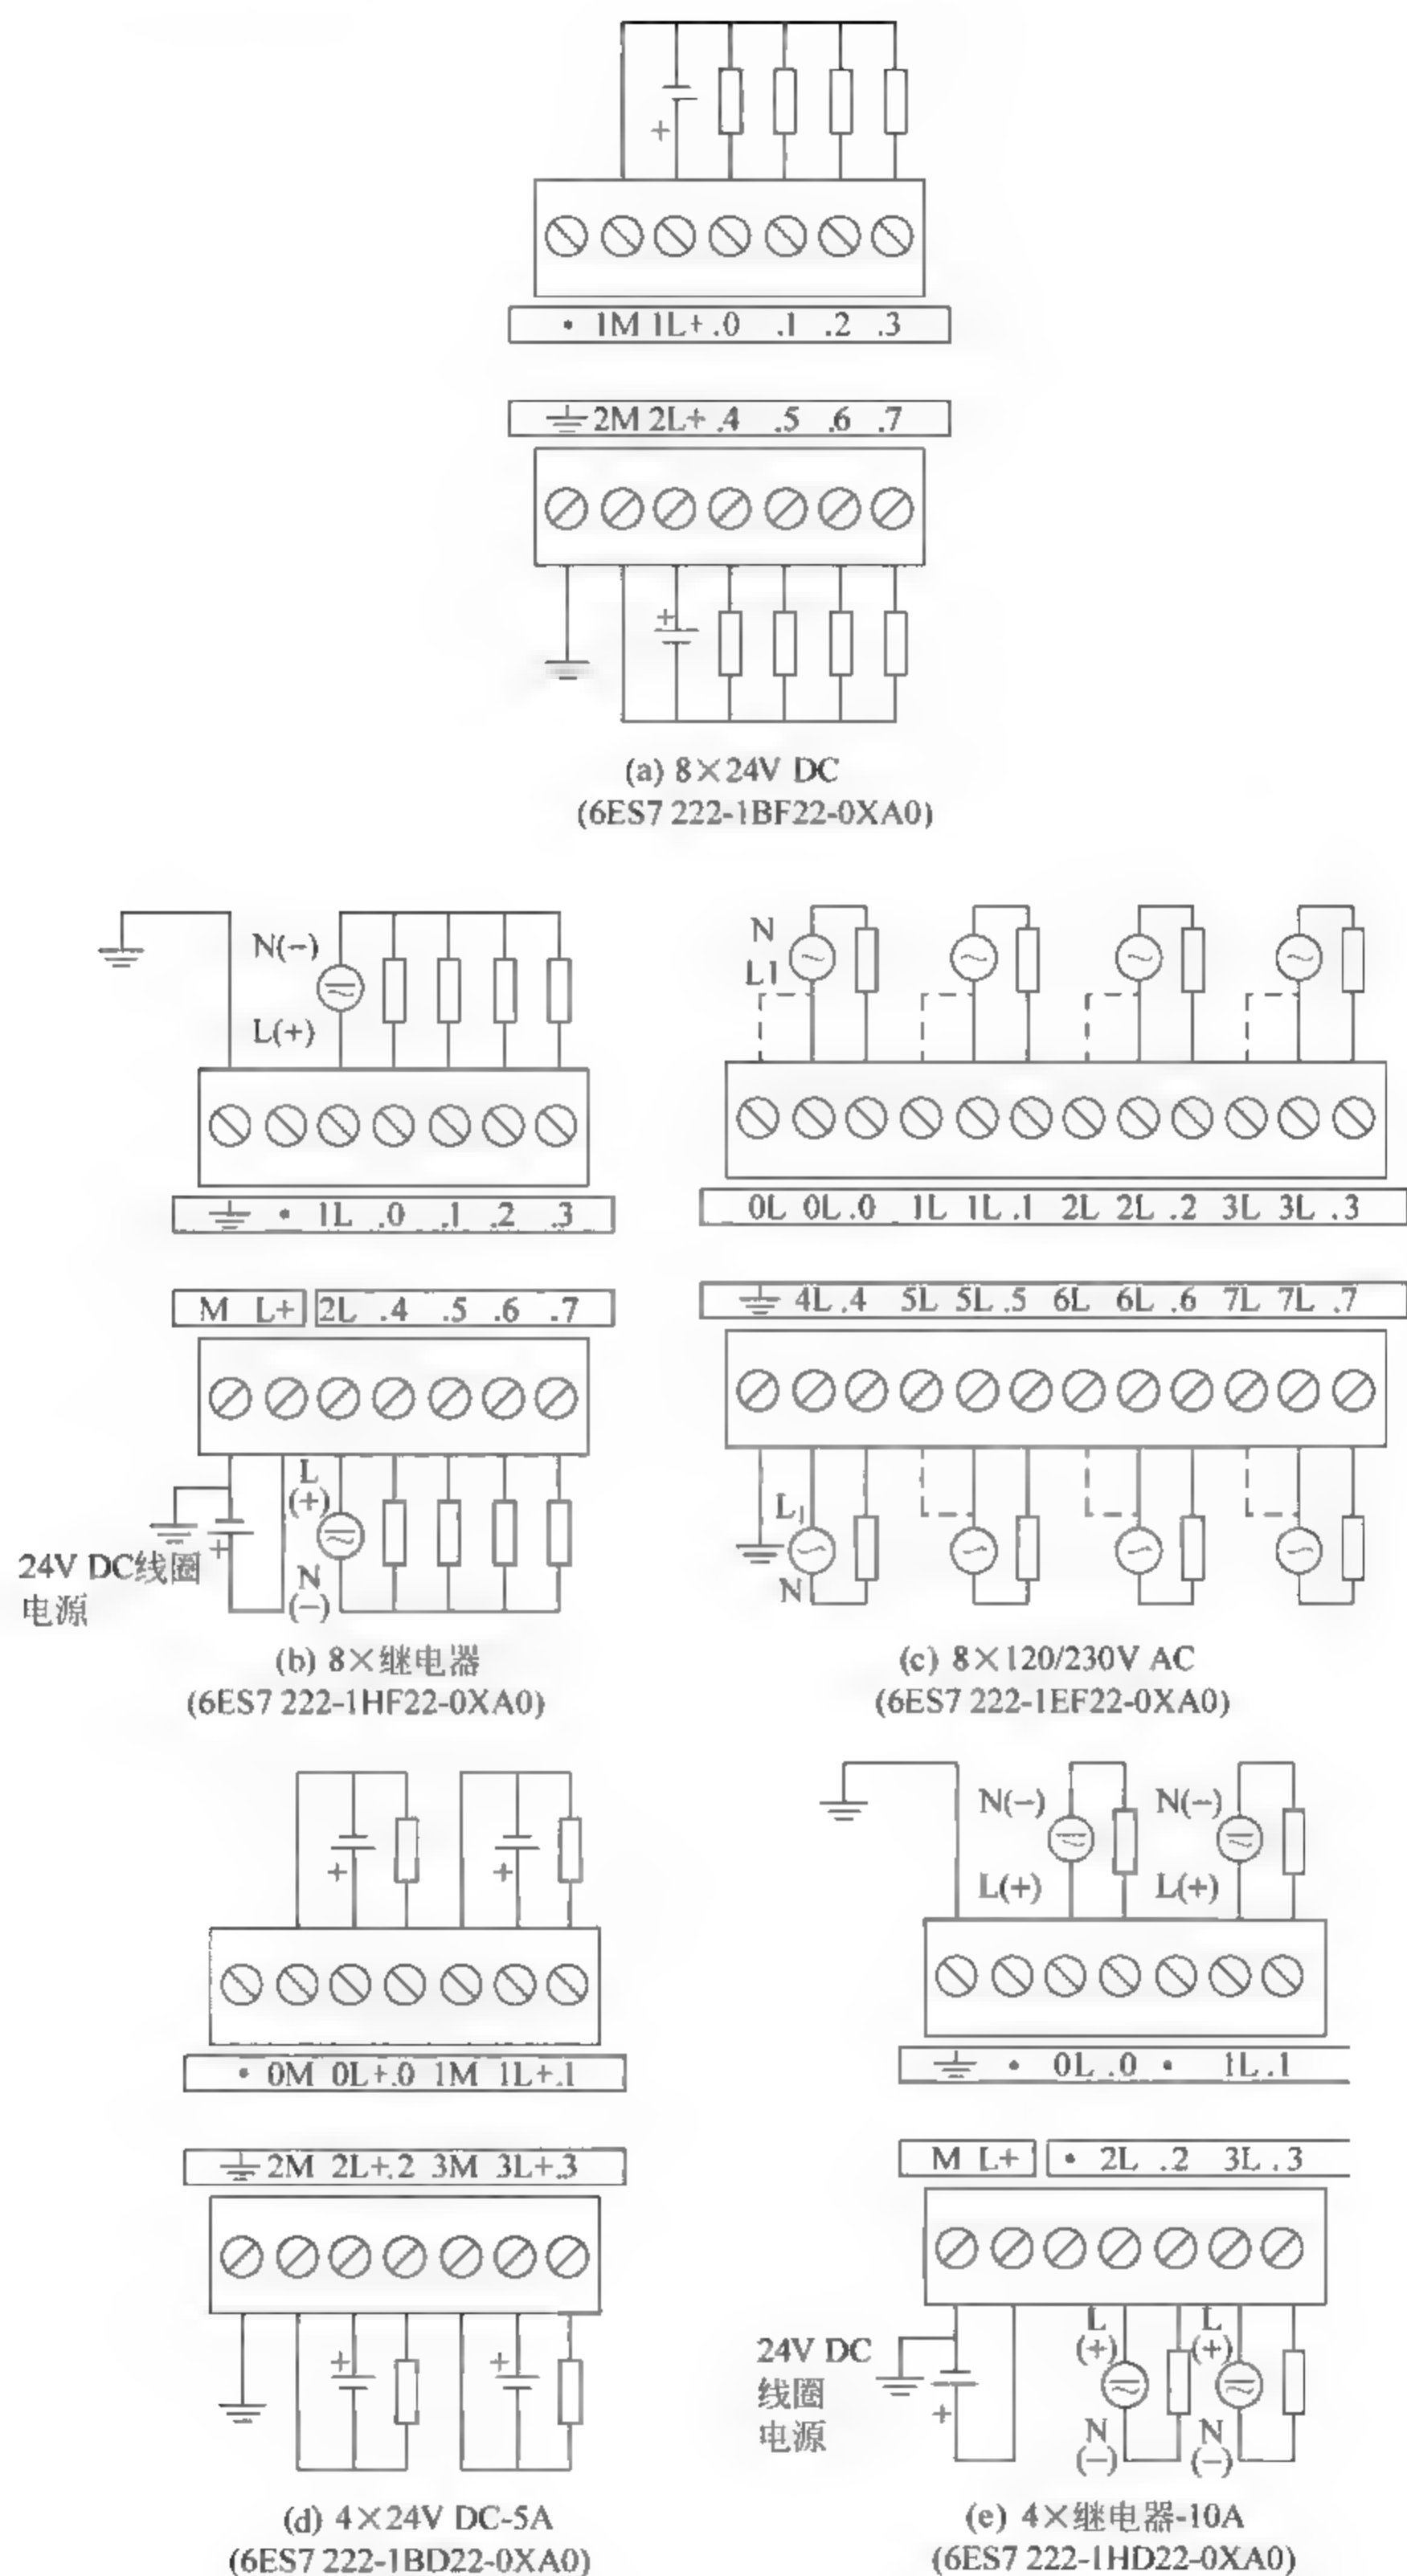 +
• 1M 1L+ .0 .1 .2 .3
2M 2L+ .4 .5 .6 .7
+
(a) 8×24V DC
(6ES7 222-1BF22-0XA0)
N(−)
L(+)
• 1L .0 .1 .2 .3
M L+ 2L .4 .5 .6 .7
L
(+)
+
24V DC线圈
电源
N
(−)
(b) 8×继电器
(6ES7 222-1HF22-0XA0)
N
L1
0L 0L .0 1L 1L .1 2L 2L .2 3L 3L .3
4L .4 5L 5L .5 6L 6L .6 7L 7L .7
L1
N
(c) 8×120/230V AC
(6ES7 222-1EF22-0XA0)
+ +
• 0M 0L+.0 1M 1L+.1
2M 2L+.2 3M 3L+.3
+ +
(d) 4×24V DC-5A
(6ES7 222-1BD22-0XA0)
N(−) N(−)
L(+) L(+)
• 0L .0 • 1L .1
M L+ • 2L .2 3L .3
L L
(+) (+)
24V DC
线圈
电源
+
N N
(−) (−)
(e) 4×继电器-10A
(6ES7 222-1HD22-0XA0)